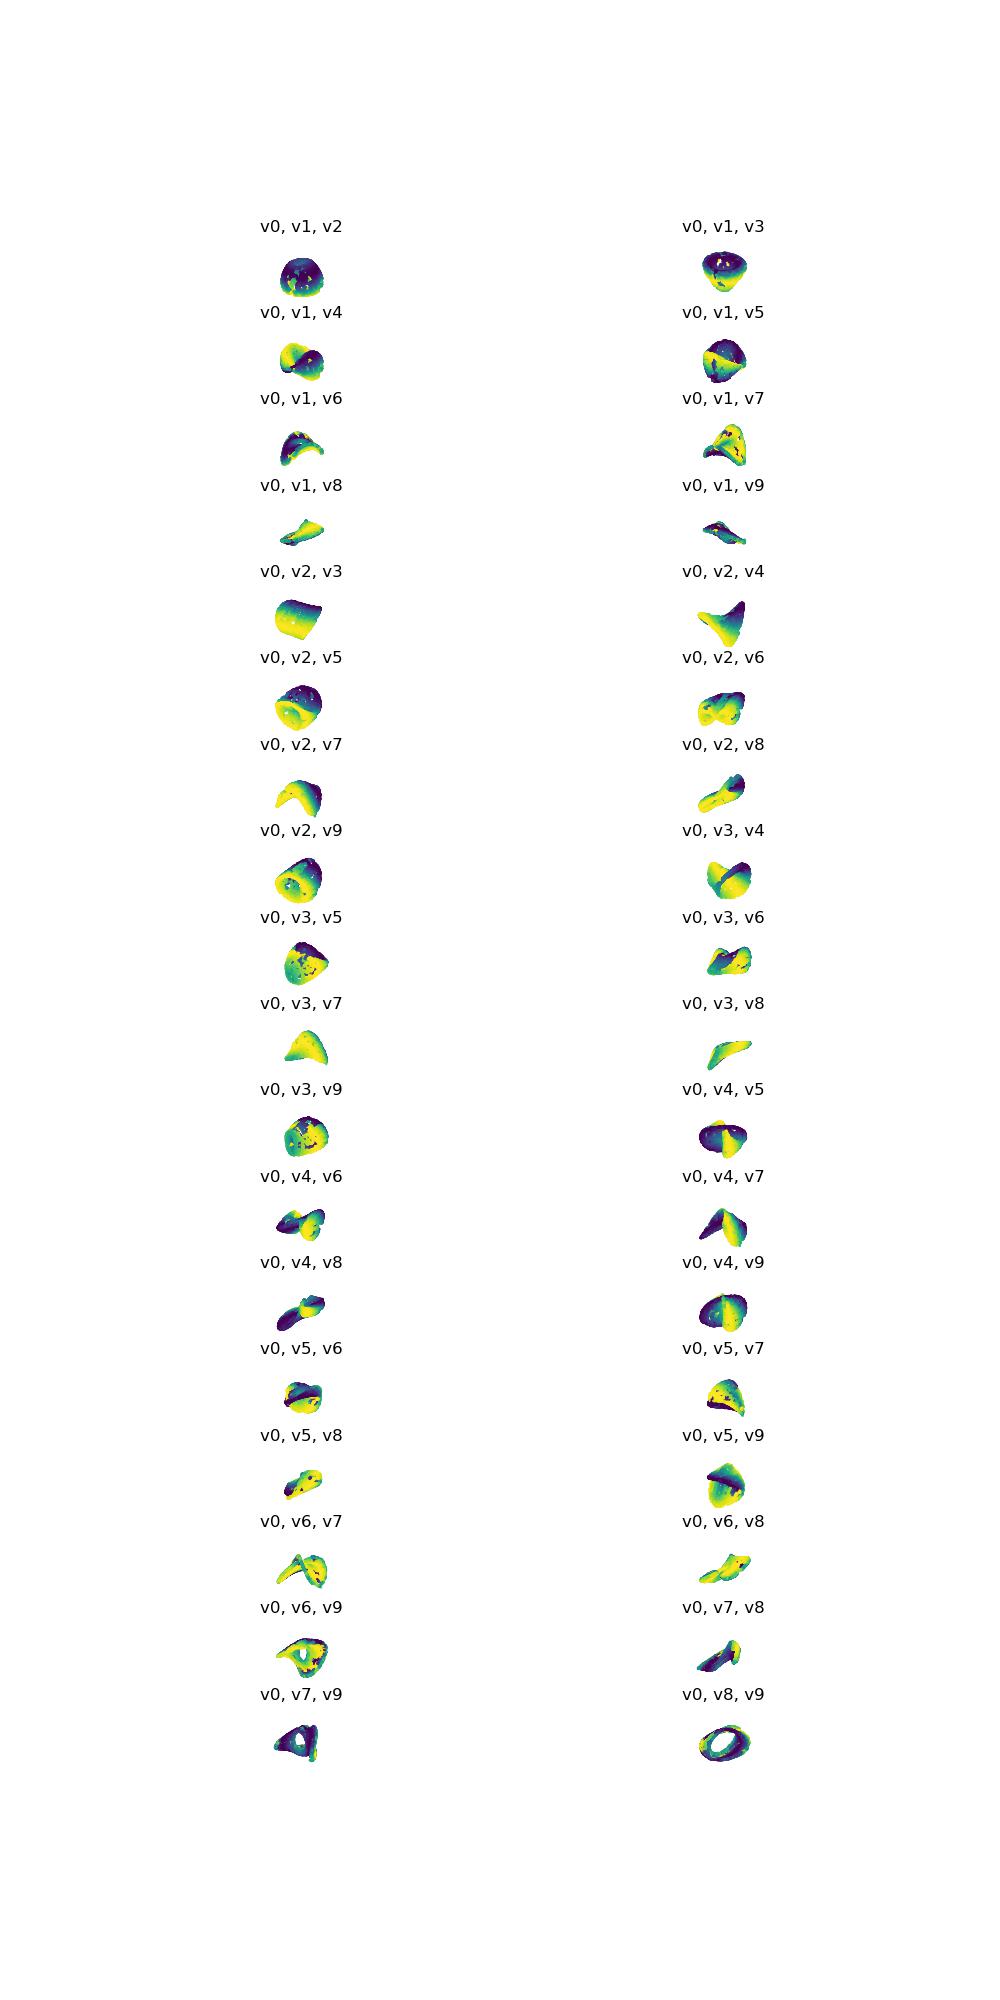 v0, v1, v2
v0, v1, v3
v0, v1, v4
v0, v1, v5
v0, v1, v6
v0, v1, v7
v0, v1, v8
v0, v1, v9
v0, v2, v3
v0, v2, v4
v0, v2, v5
v0, v2, v6
v0, v2, v7
v0, v2, v8
v0, v2, v9
v0, v3, v4
v0, v3, v5
v0, v3, v6
v0, v3, v7
v0, v3, v8
v0, v3, v9
v0, v4, v5
v0, v4, v6
v0, v4, v7
v0, v4, v8
v0, v4, v9
v0, v5, v6
v0, v5, v7
v0, v5, v8
v0, v5, v9
v0, v6, v7
v0, v6, v8
v0, v6, v9
v0, v7, v8
v0, v7, v9
v0, v8, v9